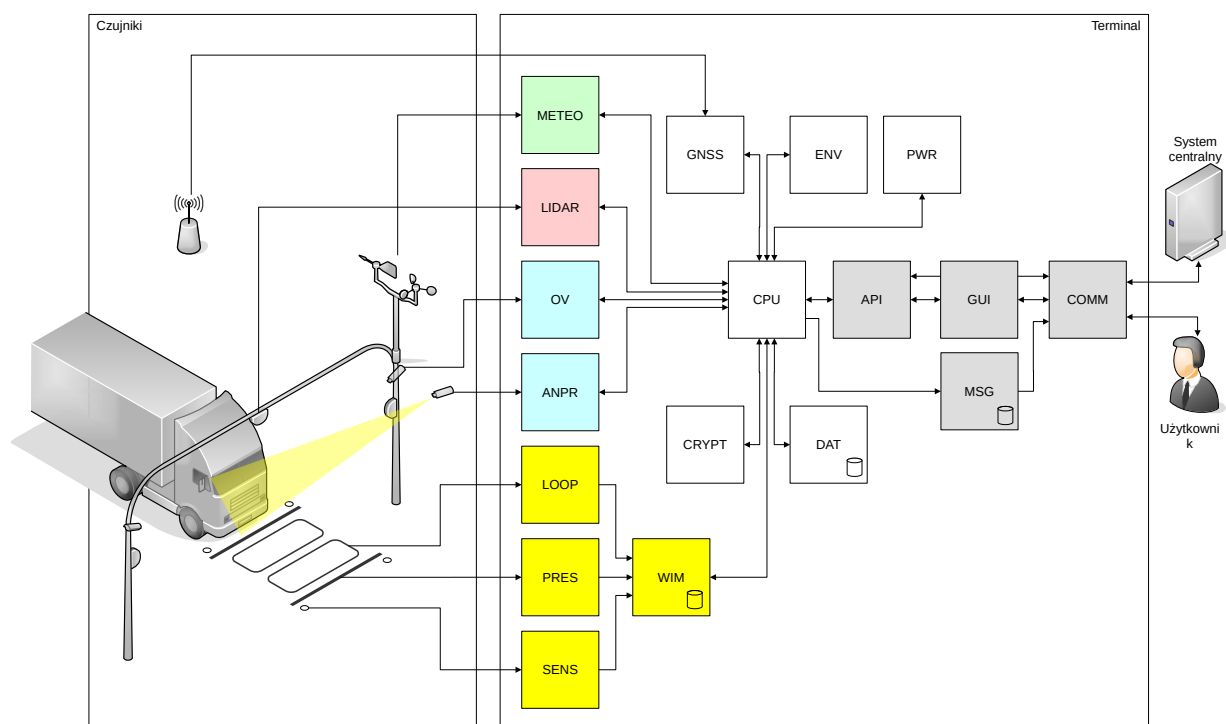 Czujniki
Terminal
METEO
GNSS
ENV
PWR
System
centralny
LIDAR
OV
CPU
API
GUI
COMM
ANPR
MSG
Użytkowni
k
CRYPT
DAT
LOOP
PRES
WIM
SENS